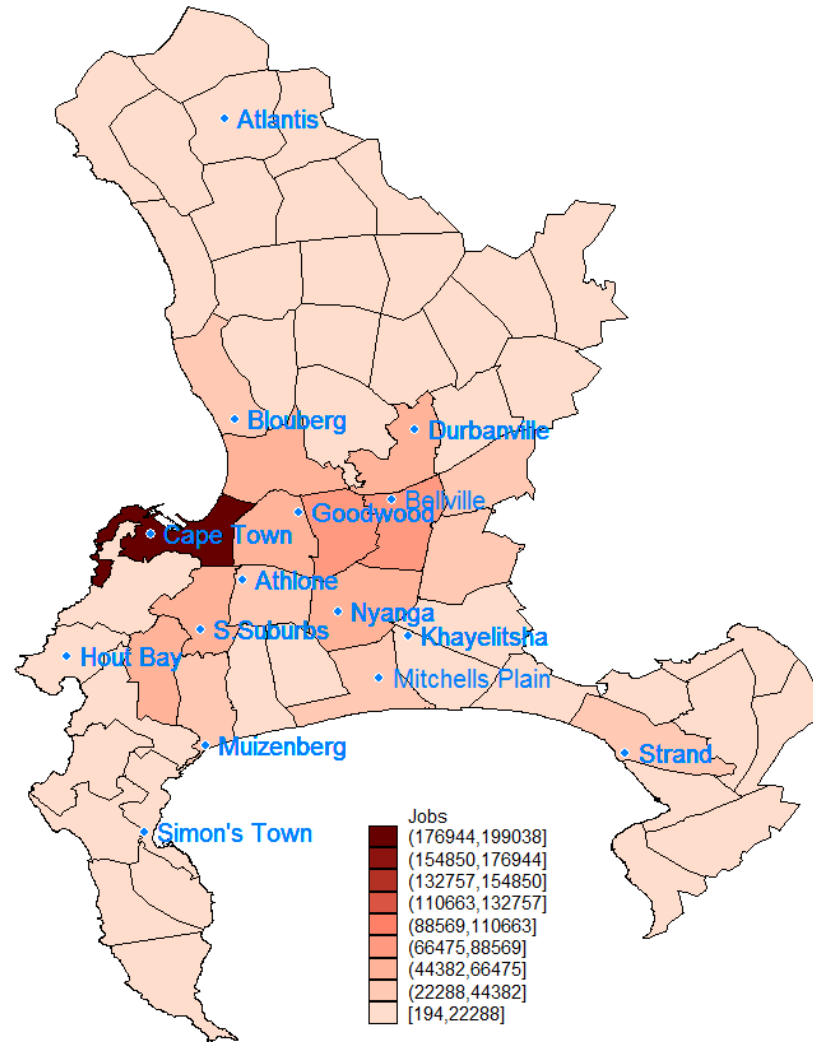 Atlantis
Blouberg
Durbanville
Bellville
Goodwood
Cape Town
Athlone
Nyanga
S Suburbs
Khayelitsha
Hout Bay
Mitchells Plain
Muizenberg
Strand
Simon's Town
Jobs
(176944,199038]
(154850,176944]
(132757,154850]
(110663,132757]
(88569,110663]
(66475,88569]
(44382,66475]
(22288,44382]
[194,22288]